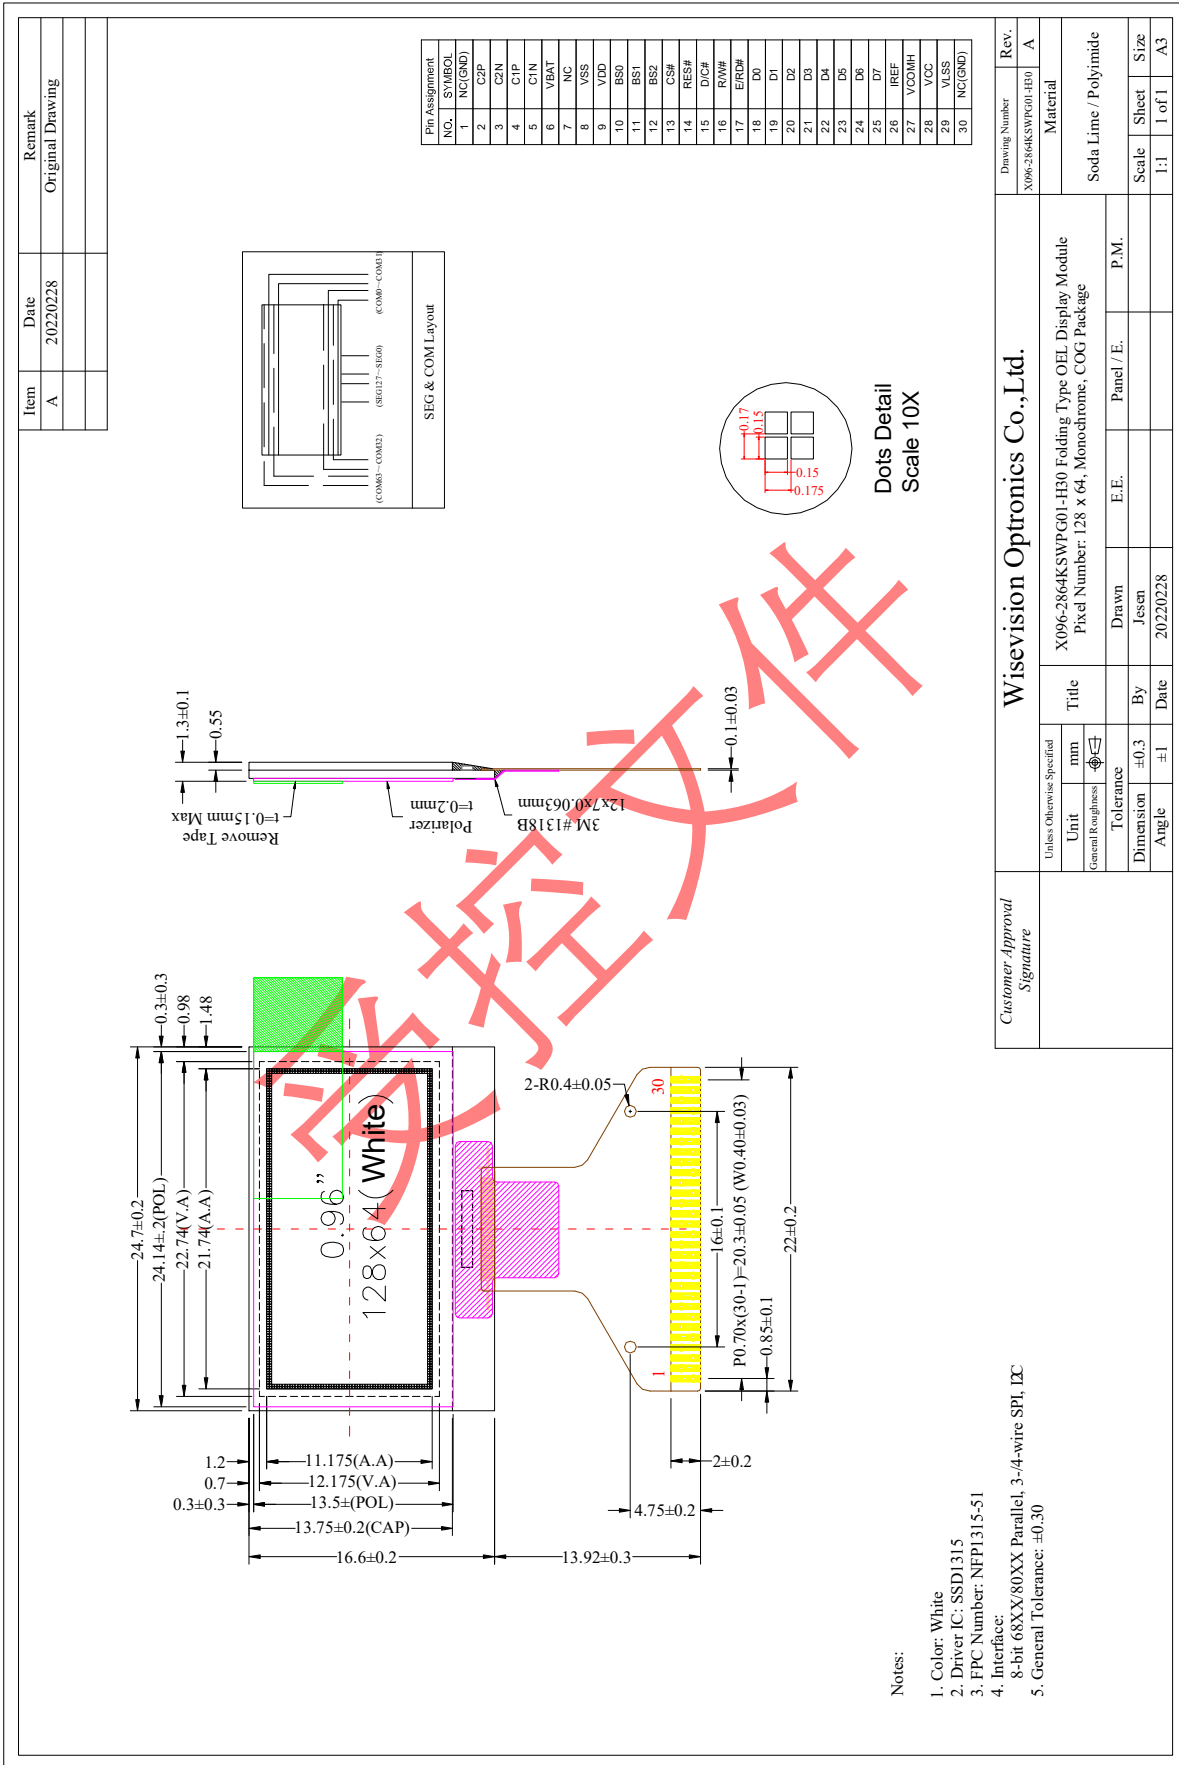 Item Date Remark
A 20220228 Original Drawing
24.7±0.2
24.14±.2(POL)
22.74(V.A)
21.74(A.A)
0.3±0.3
0.98
1.48
1.2
0.7
0.3±0.3
11.175(A.A)
12.175(V.A)
13.5±(POL)
13.75±0.2(CAP)
16.6±0.2
13.92±0.3
0.96”
128x64(White)
2-R0.4±0.05
1
30
16±0.1
P0.70x(30-1)=20.3±0.05 (W0.40±0.03)
0.85±0.1
22±0.2
2±0.2
4.75±0.2
1.3±0.1
0.55
Remove Tape
t=0.15mm Max
Polarizer
t=0.2mm
3M #1318B
12x7x0.063mm
0.1±0.03
(COM63~COM32)
(SEG127~SEG0)
(COM0~COM31)
SEG & COM Layout
0.17
0.15
0.15
0.175
Dots Detail
Scale 10X
Pin Assignment
NO. SYMBOL
1 NC(GND)
2 C2P
3 C2N
4 C1P
5 C1N
6 VBAT
7 NC
8 VSS
9 VDD
10 BS0
11 BS1
12 BS2
13 CS#
14 RES#
15 D/C#
16 R/W#
17 E/RD#
18 D0
19 D1
20 D2
21 D3
22 D4
23 D5
24 D6
25 D7
26 IREF
27 VCOMH
28 VCC
29 VLSS
30 NC(GND)
受控文件
Notes:
1. Color: White
2. Driver IC: SSD1315
3. FPC Number: NFP1315-51
4. Interface:
8-bit 68XX/80XX Parallel, 3-/4-wire SPI, I2C
5. General Tolerance: ±0.30
Customer Approval
Signature
Wisevision Optronics Co.,Ltd.
Drawing Number Rev.
X096-2864KSWPG01-H30 A
Unless Otherwise Specified
Unit mm
General Roughness
Tolerance
Dimension ±0.3
Angle ±1
Title
X096-2864KSWPG01-H30 Folding Type OEL Display Module
Pixel Number: 128 x 64, Monochrome, COG Package
Material
Soda Lime / Polyimide
Drawn E.E. Panel / E. P.M.
By Jesen
Date 20220228
Scale Sheet Size
1:1 1 of 1 A3